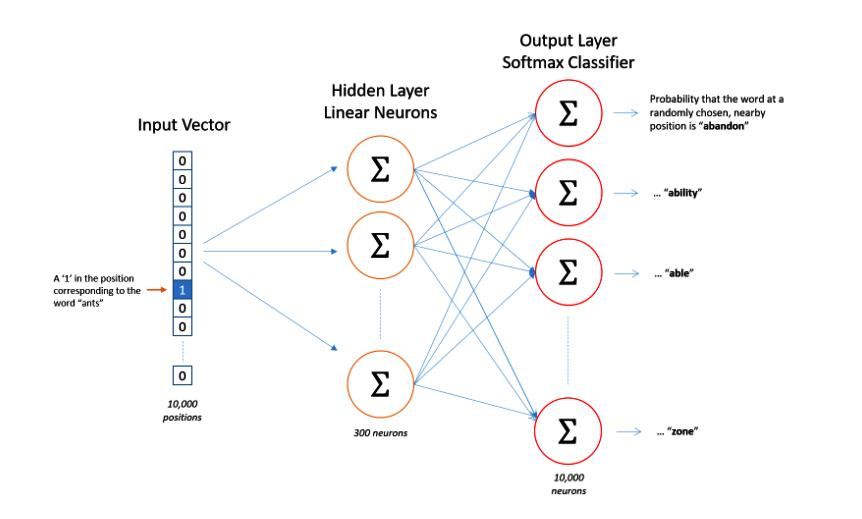 Output Layer
Softmax Classifier
Hidden Layer
Linear Neurons
Input Vector
0
0
0
0
0
0
0
1
0
0
0
A ‘1’ in the position
corresponding to the
word “ants”
10,000
positions
Σ
Σ
Σ
300 neurons
Σ
Σ
Σ
Σ
10,000
neurons
Probability that the word at a
randomly chosen, nearby
position is “abandon”
... “ability”
... “able”
... “zone”